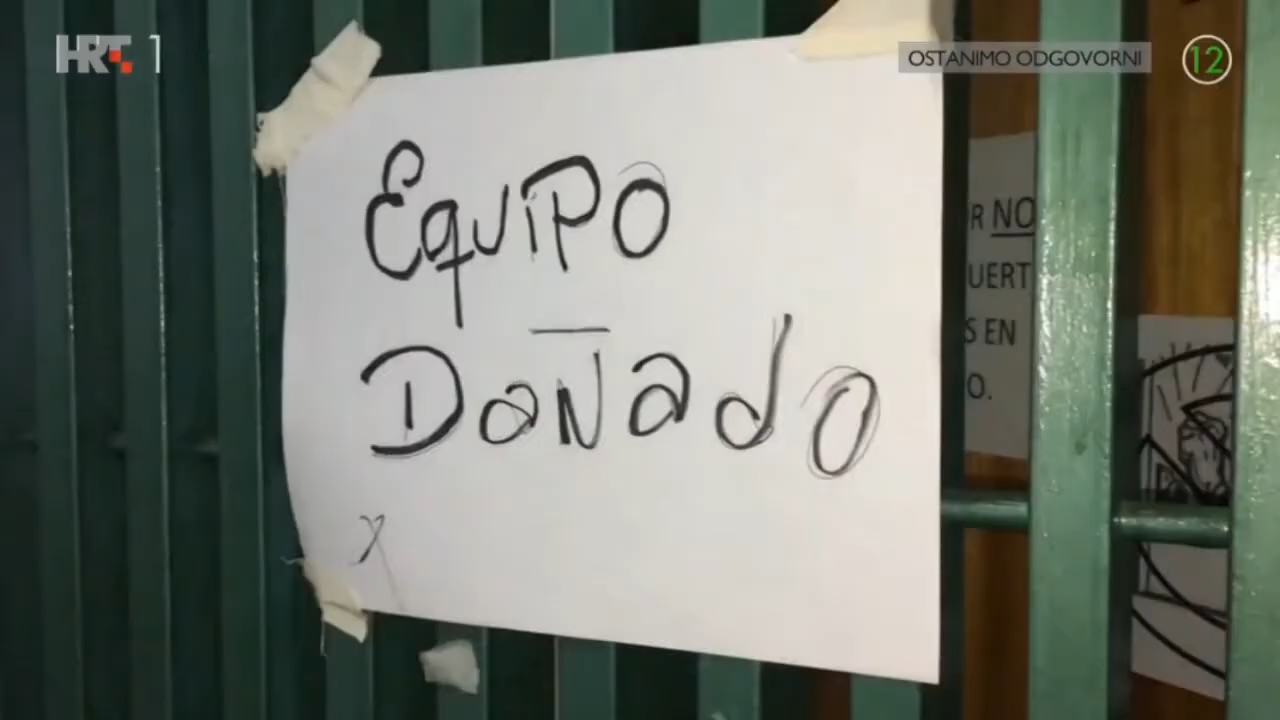 HRT 1
OSTANIMO ODGOVORNI
12
EquiPO
DaÑadO
x
R NO
UERT
S EN
O.